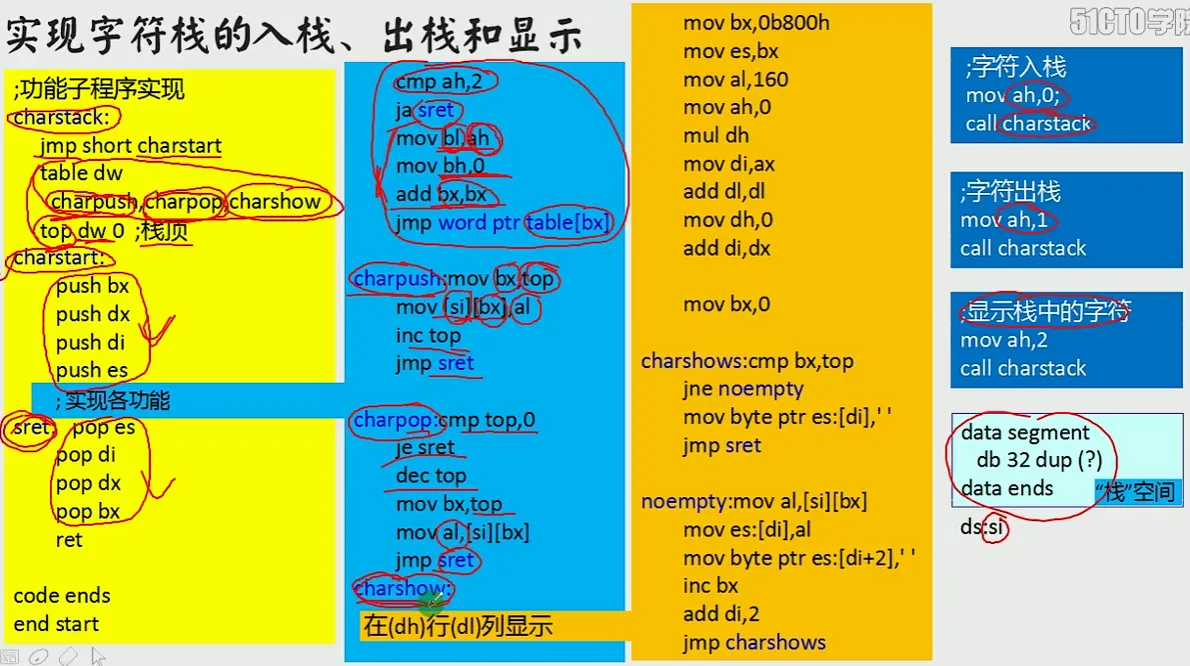 实现字符栈的入栈、出栈和显示
;功能子程序实现
charstack:
jmp short charstart
table dw
charpush,charpop,charshow
top dw 0 ;栈顶
charstart:
push bx
push dx
push di
push es
; 实现各功能
sret: pop es
pop di
pop dx
pop bx
ret
code ends
end start
cmp ah,2
ja sret
mov bl,ah
mov bh,0
add bx,bx
jmp word ptr table[bx]
charpush:mov bx,top
mov [si][bx],al
inc top
jmp sret
charpop:cmp top,0
je sret
dec top
mov bx,top
mov al,[si][bx]
jmp sret
charshow:
在(dh)行(dl)列显示
mov bx,0b800h
mov es,bx
mov al,160
mov ah,0
mul dh
mov di,ax
add dl,dl
mov dh,0
add di,dx
mov bx,0
charshows:cmp bx,top
jne noempty
mov byte ptr es:[di],' '
jmp sret
noempty:mov al,[si][bx]
mov es:[di],al
mov byte ptr es:[di+2],' '
inc bx
add di,2
jmp charshows
51CTO学院
;字符入栈
mov ah,0;
call charstack
;字符出栈
mov ah,1
call charstack
;显示栈中的字符
mov ah,2
call charstack
data segment
db 32 dup (?)
data ends
“栈”空间
ds:si